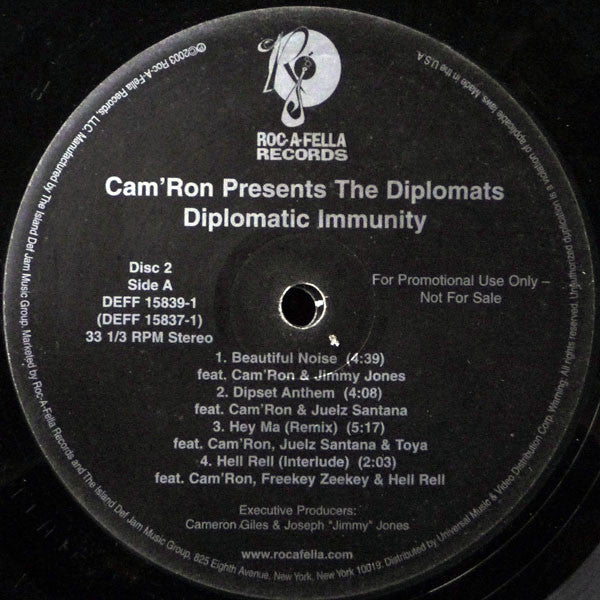 ROC-A-FELLA
RECORDS
Cam'Ron Presents The Diplomats
Diplomatic Immunity
Disc 2
Side A
DEFF 15839-1
(DEFF 15837-1)
33 1/3 RPM Stereo
For Promotional Use Only –
Not For Sale
1. Beautiful Noise (4:39)
feat. Cam'Ron & Jimmy Jones
2. Dipset Anthem (4:08)
feat. Cam'Ron & Juelz Santana
3. Hey Ma (Remix) (5:17)
feat. Cam'Ron, Juelz Santana & Toya
4. Hell Rell (Interlude) (2:03)
feat. Cam'Ron, Freekey Zeekey & Hell Rell
Executive Producers:
Cameron Giles & Joseph "Jimmy" Jones
www.rocafella.com
℗©2003 Roc-A-Fella Records, LLC. Manufactured by The Island Def Jam Music Group. Marketed by Roc-A-Fella Records and The Island Def Jam Music Group, 825 Eighth Avenue, New York, New York 10019. Distributed by Universal Music & Video Distribution Corp. Warning: All rights reserved. Unauthorized duplication is a violation of applicable laws. Made in the U.S.A.